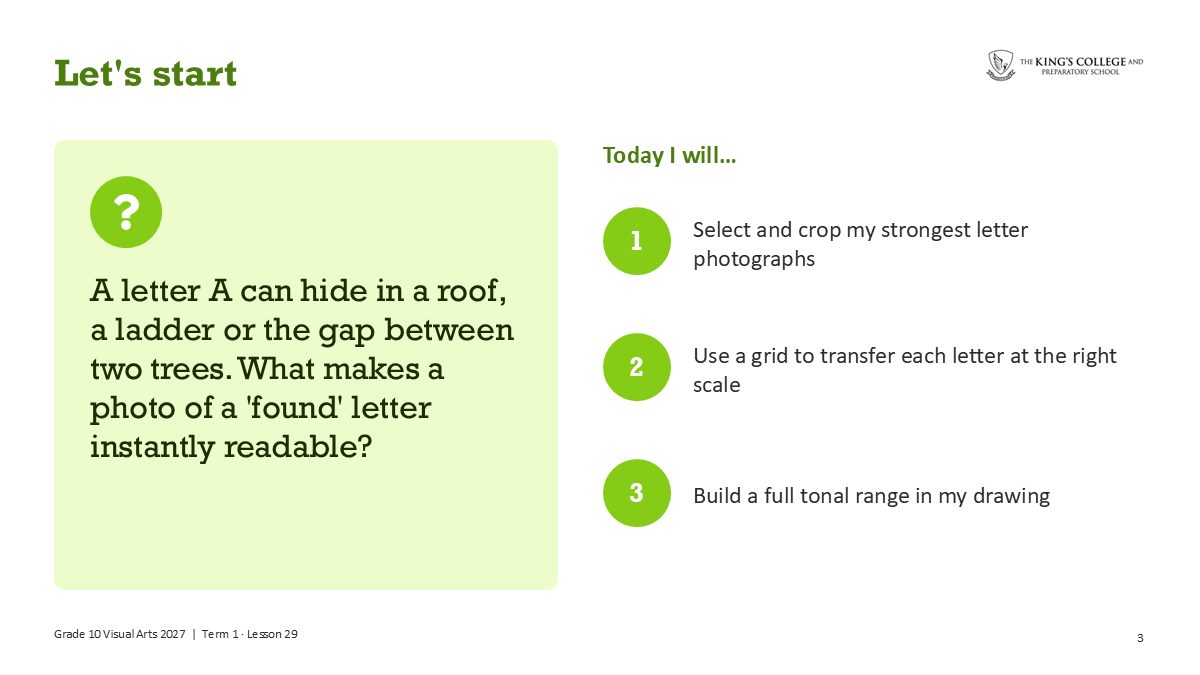 Let's start
THE KING'S COLLEGE AND
PREPARATORY SCHOOL
?
A letter A can hide in a roof,
a ladder or the gap between
two trees. What makes a
photo of a 'found' letter
instantly readable?
Today I will...
1
Select and crop my strongest letter
photographs
2
Use a grid to transfer each letter at the right
scale
3
Build a full tonal range in my drawing
Grade 10 Visual Arts 2027 | Term 1 · Lesson 29
3